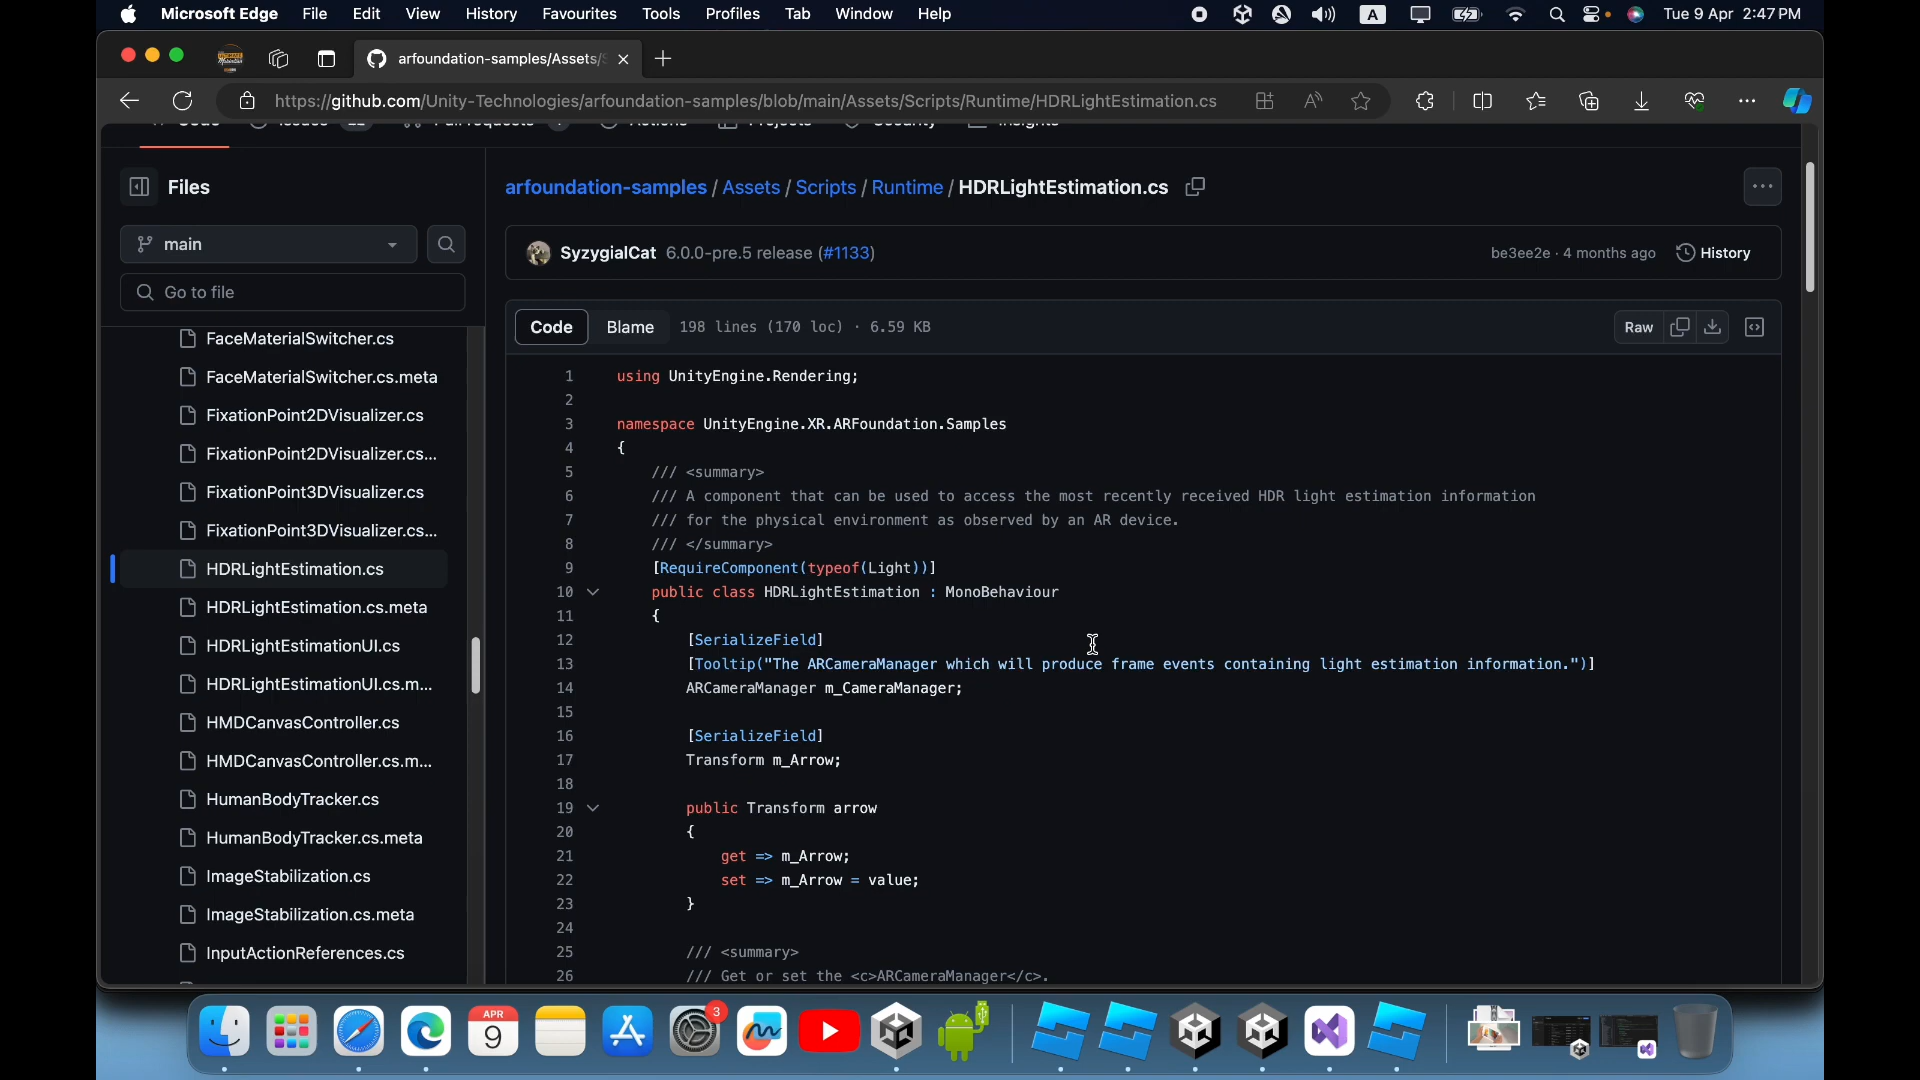 Microsoft Edge File Edit View History Favourites Tools Profiles Tab Window Help A Tue 9 Apr 2:47PM
arfoundation-samples/Assets/S
https://github.com/Unity-Technologies/arfoundation-samples/blob/main/Assets/Scripts/Runtime/HDRLightEstimation.cs
Code Issues Pull requests Actions Projects Security Insights
Files
main
Go to file
FaceMaterialSwitcher.cs
FaceMaterialSwitcher.cs.meta
FixationPoint2DVisualizer.cs
FixationPoint2DVisualizer.cs...
FixationPoint3DVisualizer.cs
FixationPoint3DVisualizer.cs...
HDRLightEstimation.cs
HDRLightEstimation.cs.meta
HDRLightEstimationUI.cs
HDRLightEstimationUI.cs.m...
HMDCanvasController.cs
HMDCanvasController.cs.m...
HumanBodyTracker.cs
HumanBodyTracker.cs.meta
ImageStabilization.cs
ImageStabilization.cs.meta
InputActionReferences.cs
arfoundation-samples / Assets / Scripts / Runtime / HDRLightEstimation.cs
SyzygialCat 6.0.0-pre.5 release (#1133) be3ee2e · 4 months ago History
Code Blame 198 lines (170 loc) · 6.59 KB Raw
1 using UnityEngine.Rendering;
2
3 namespace UnityEngine.XR.ARFoundation.Samples
4 {
5 /// <summary>
6 /// A component that can be used to access the most recently received HDR light estimation information
7 /// for the physical environment as observed by an AR device.
8 /// </summary>
9 [RequireComponent(typeof(Light))]
10 public class HDRLightEstimation : MonoBehaviour
11 {
12 [SerializeField]
13 [Tooltip("The ARCameraManager which will produce frame events containing light estimation information.")]
14 ARCameraManager m_CameraManager;
15
16 [SerializeField]
17 Transform m_Arrow;
18
19 public Transform arrow
20 {
21 get => m_Arrow;
22 set => m_Arrow = value;
23 }
24
25 /// <summary>
26 /// Get or set the <c>ARCameraManager</c>.
APR
9
3